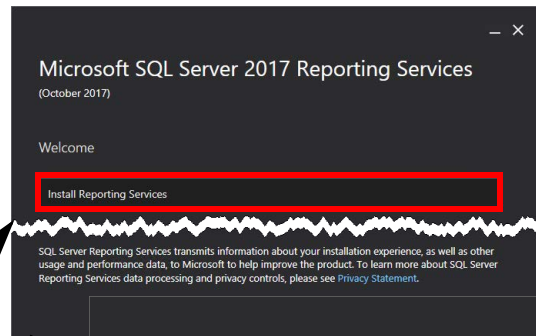 Microsoft SQL Server 2017 Reporting Services
(October 2017)
Welcome
Install Reporting Services
SQL Server Reporting Services transmits information about your installation experience, as well as other
usage and performance data, to Microsoft to help improve the product. To learn more about SQL Server
Reporting Services data processing and privacy controls, please see Privacy Statement.